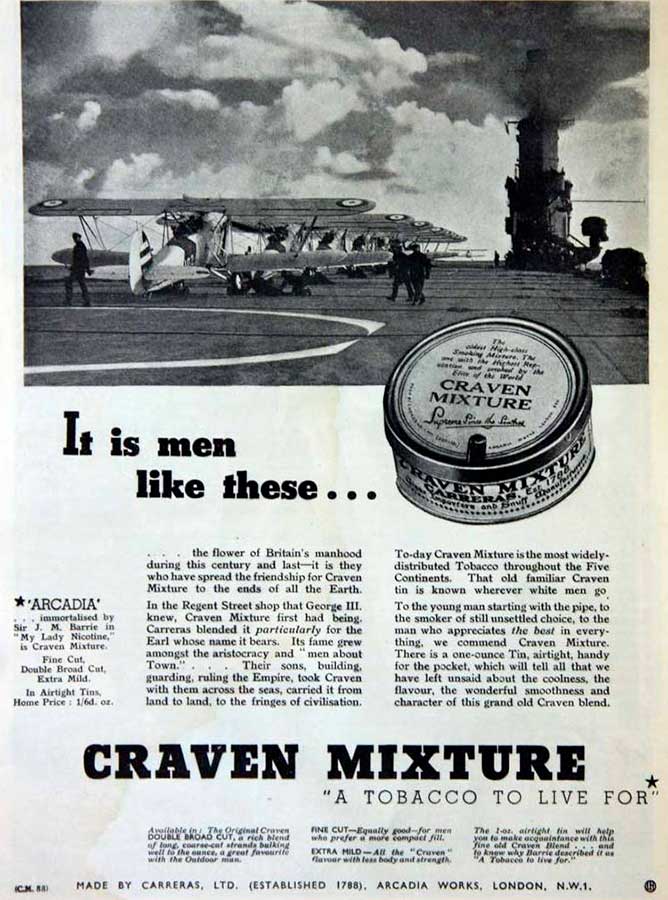 The
oldest High-class
Smoking Mixture. The
one with the Highest Rep-
utation and smoked by the
Elite of the World
CRAVEN
MIXTURE
CRAVEN MIXTURE
CARRERAS, Est. 1788
Importers and Snuff Manufacturers
It is men
like these . . .
. . . the flower of Britain's manhood
during this century and last—it is they
who have spread the friendship for Craven
Mixture to the ends of all the Earth.
In the Regent Street shop that George III.
knew, Craven Mixture first had being.
Carreras blended it particularly for the
Earl whose name it bears. Its fame grew
amongst the aristocracy and "men about
Town." . . . Their sons, building,
guarding, ruling the Empire, took Craven
with them across the seas, carried it from
land to land, to the fringes of civilisation.
To-day Craven Mixture is the most widely-
distributed Tobacco throughout the Five
Continents. That old familiar Craven
tin is known wherever white men go
To the young man starting with the pipe, to
the smoker of still unsettled choice, to the
man who appreciates the best in every-
thing, we commend Craven Mixture.
There is a one-ounce Tin, airtight, handy
for the pocket, which will tell all that we
have left unsaid about the coolness, the
flavour, the wonderful smoothness and
character of this grand old Craven blend.
★'ARCADIA'
. . . immortalised by
Sir J. M. Barrie in
"My Lady Nicotine,"
is Craven Mixture.
Fine Cut,
Double Broad Cut,
Extra Mild.
In Airtight Tins,
Home Price : 1/6d. oz.
CRAVEN MIXTURE
"A TOBACCO TO LIVE FOR"★
Available in : The Original Craven
DOUBLE BROAD CUT, a rich blend
of long, coarse-cut strands bulking
well to the ounce, a great favourite
with the Outdoor man.
FINE CUT—Equally good—for men
who prefer a more compact fill.
EXTRA MILD—All the "Craven"
flavour with less body and strength.
The 1-oz. airtight tin will help
you to make acquaintance with this
fine old Craven Blend . . . and
to know why Barrie described it as
"A Tobacco to live for."
(C.M. 88)
MADE BY CARRERAS, LTD. (ESTABLISHED 1788), ARCADIA WORKS, LONDON, N.W.1.